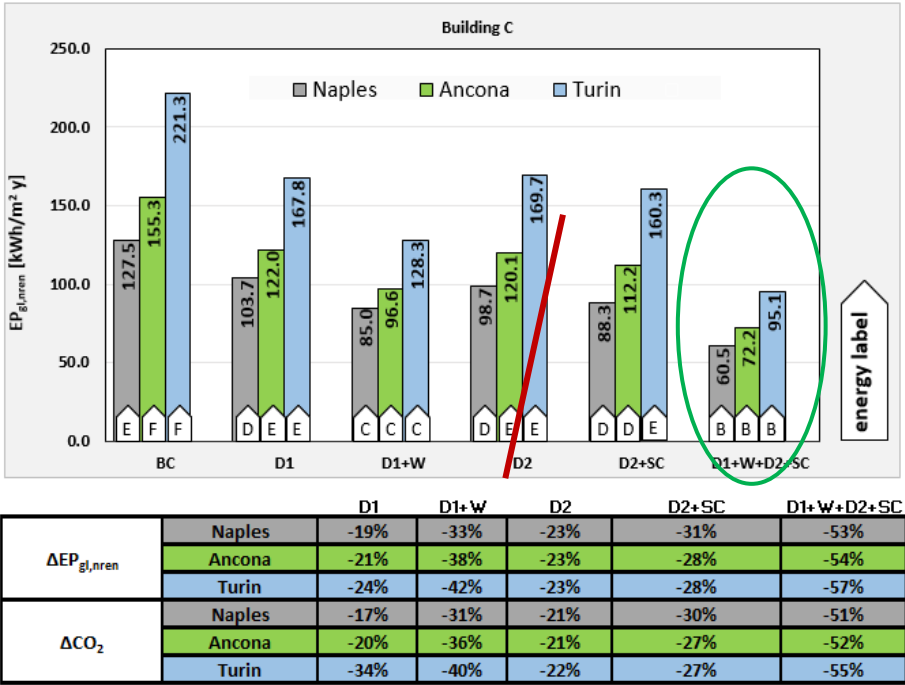 Building C
250.0
200.0
150.0
100.0
50.0
0.0
EPgl,nren [kWh/m² y]
Naples Ancona Turin
127.5 155.3 221.3
103.7 122.0 167.8
85.0 96.6 128.3
98.7 120.1 169.7
88.3 112.2 160.3
60.5 72.2 95.1
E F F D E E C C C D E E D D E B B B
energy label
BC D1 D1+W D2 D2+SC D1+W+D2+SC
D1 D1+W D2 D2+SC D1+W+D2+SC
ΔEPgl,nren
Naples -19% -33% -23% -31% -53%
Ancona -21% -38% -23% -28% -54%
Turin -24% -42% -23% -28% -57%
ΔCO₂
Naples -17% -31% -21% -30% -51%
Ancona -20% -36% -21% -27% -52%
Turin -34% -40% -22% -27% -55%